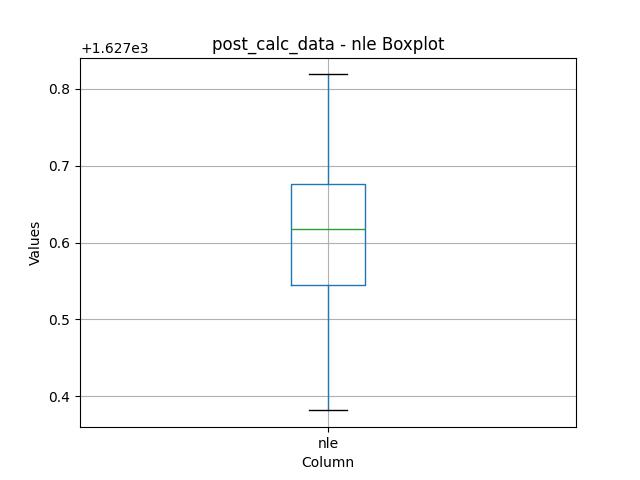 post_calc_data - nle Boxplot
+1.627e3
0.8
0.7
0.6
0.5
0.4
Values
nle
Column